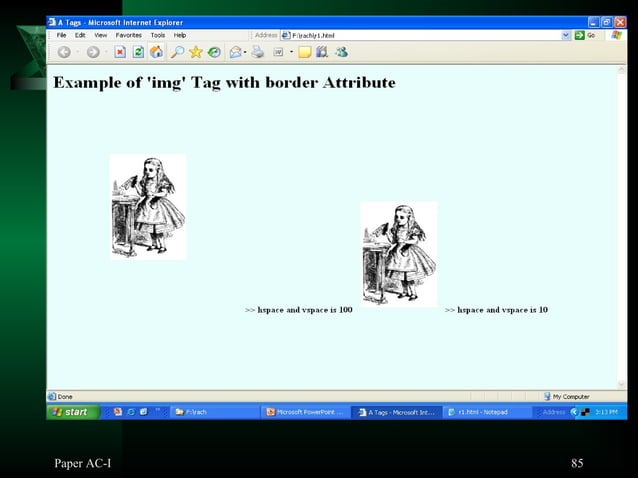 A Tags - Microsoft Internet Explorer
File Edit View Favorites Tools Help
Address F:\rach\r1.html Go
Example of 'img' Tag with border Attribute
>> hspace and vspace is 100
>> hspace and vspace is 10
Done My Computer
start F:\rach Microsoft PowerPoint ... A Tags - Microsoft Int... r1.html - Notepad Address 3:13 PM
Paper AC-I 85